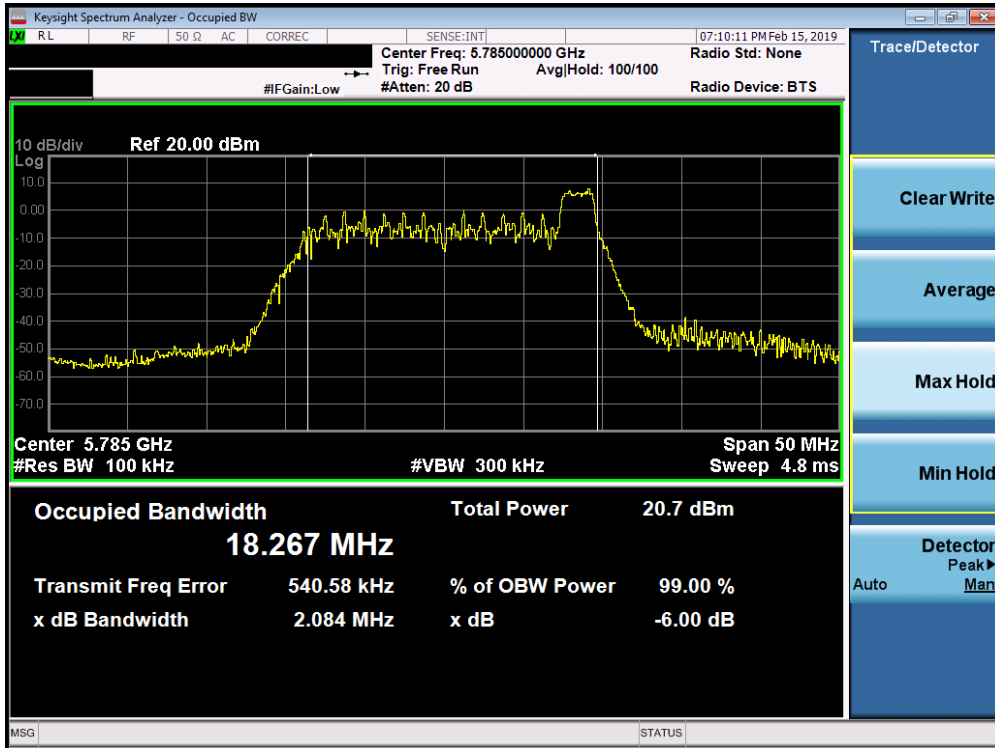 Keysight Spectrum Analyzer - Occupied BW
LXI RL RF 50 Ω AC CORREC SENSE:INT 07:10:11 PM Feb 15, 2019
Center Freq: 5.785000000 GHz Radio Std: None
Trig: Free Run Avg|Hold: 100/100
#IFGain:Low #Atten: 20 dB Radio Device: BTS
Trace/Detector
10 dB/div Ref 20.00 dBm
Log
10.0
0.00
-10.0
-20.0
-30.0
-40.0
-50.0
-60.0
-70.0
Center 5.785 GHz Span 50 MHz
#Res BW 100 kHz #VBW 300 kHz Sweep 4.8 ms
Occupied Bandwidth Total Power 20.7 dBm
18.267 MHz
Transmit Freq Error 540.58 kHz % of OBW Power 99.00 %
x dB Bandwidth 2.084 MHz x dB -6.00 dB
Clear Write
Average
Max Hold
Min Hold
Detector
Peak▶
Auto Man
MSG STATUS